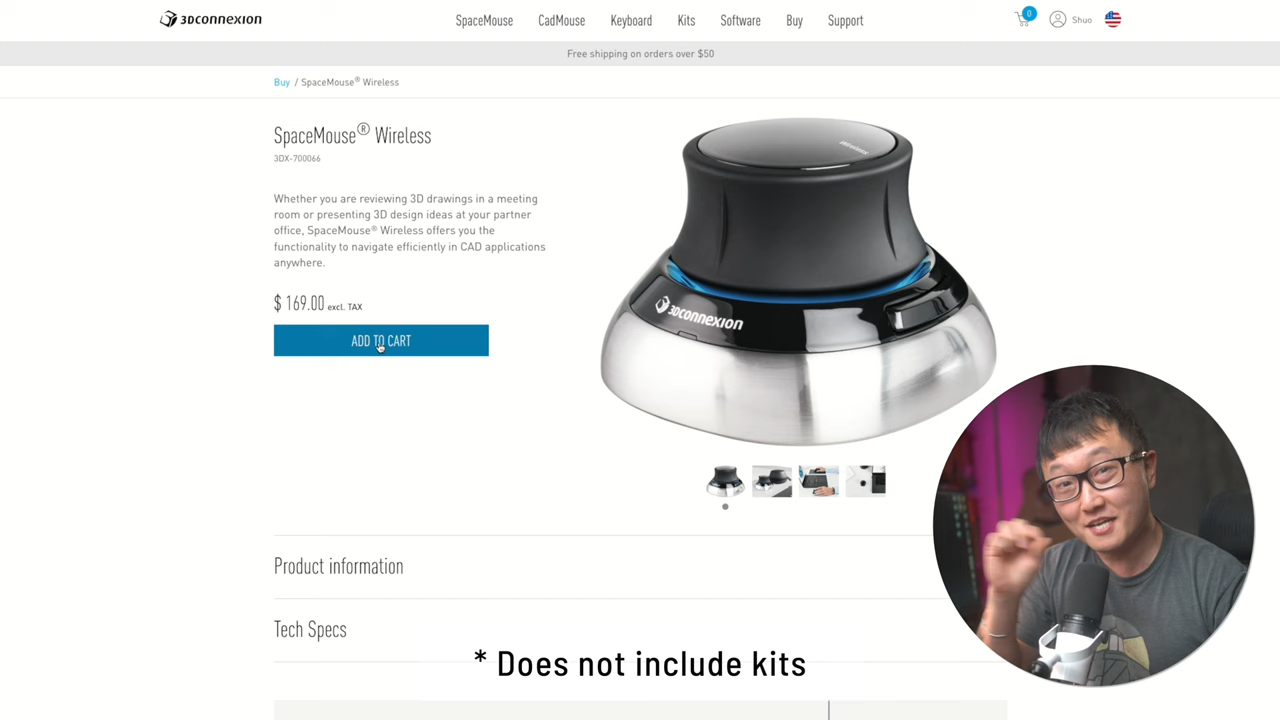 3Dconnexion
SpaceMouse CadMouse Keyboard Kits Software Buy Support
0 Shuo
Free shipping on orders over $50
Buy / SpaceMouse® Wireless
SpaceMouse® Wireless
3DX-700066
Whether you are reviewing 3D drawings in a meeting
room or presenting 3D design ideas at your partner
office, SpaceMouse® Wireless offers you the
functionality to navigate efficiently in CAD applications
anywhere.
$ 169.00 excl. TAX
ADD TO CART
3Dconnexion
Product information
Tech Specs
* Does not include kits